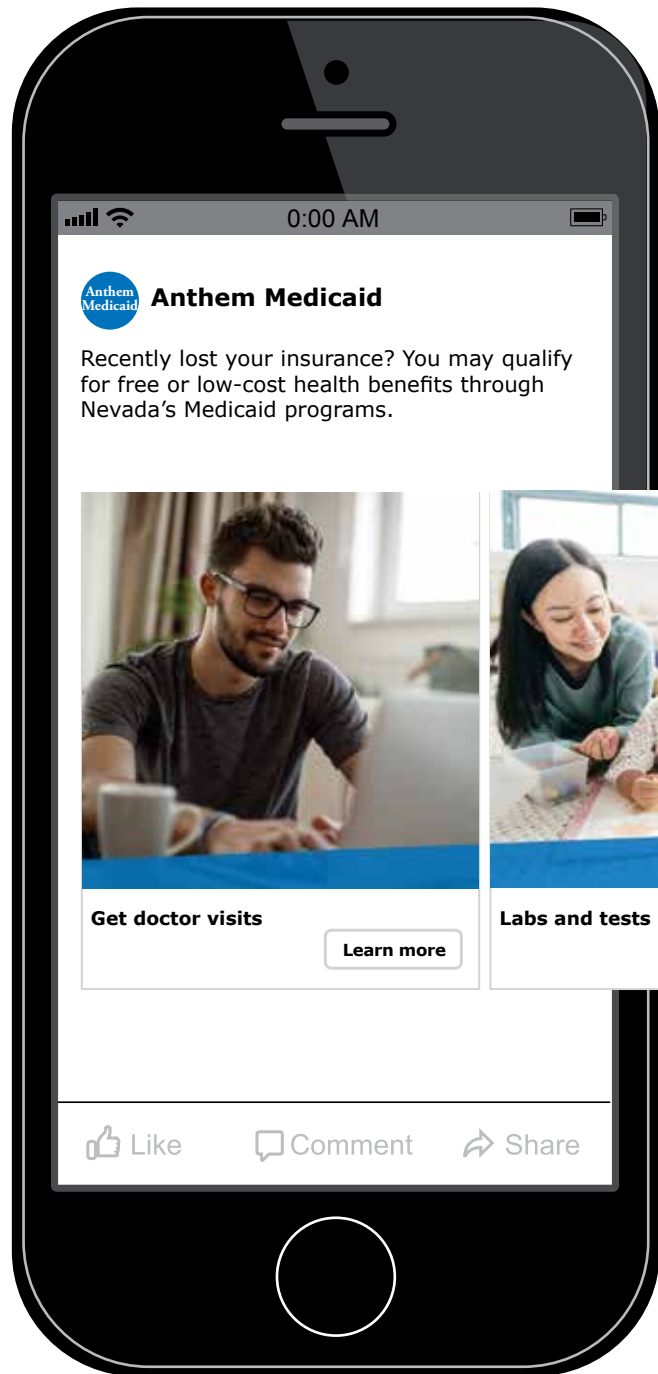 0:00 AM
Anthem
Medicaid
Anthem Medicaid
Recently lost your insurance? You may qualify
for free or low-cost health benefits through
Nevada’s Medicaid programs.
Get doctor visits
Learn more
Labs and tests
Like
Comment
Share